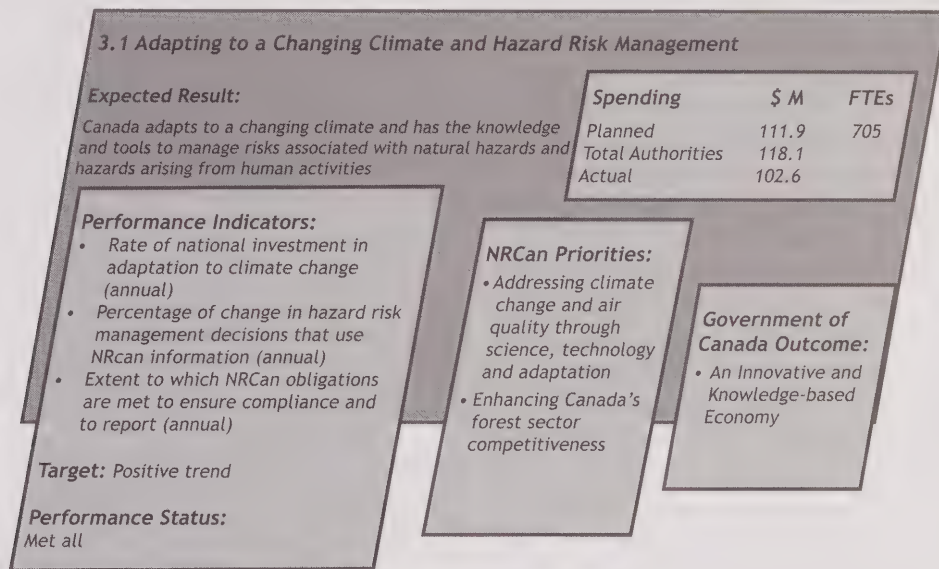 3.1 Adapting to a Changing Climate and Hazard Risk Management
Expected Result:
Canada adapts to a changing climate and has the knowledge
and tools to manage risks associated with natural hazards and
hazards arising from human activities
Spending $ M FTEs
Planned 111.9 705
Total Authorities 118.1
Actual 102.6
Performance Indicators:
• Rate of national investment in
adaptation to climate change
(annual)
• Percentage of change in hazard risk
management decisions that use
NRcan information (annual)
• Extent to which NRCan obligations
are met to ensure compliance and
to report (annual)
Target: Positive trend
Performance Status:
Met all
NRCan Priorities:
• Addressing climate
change and air
quality through
science, technology
and adaptation
• Enhancing Canada's
forest sector
competitiveness
Government of
Canada Outcome:
• An Innovative and
Knowledge-based
Economy